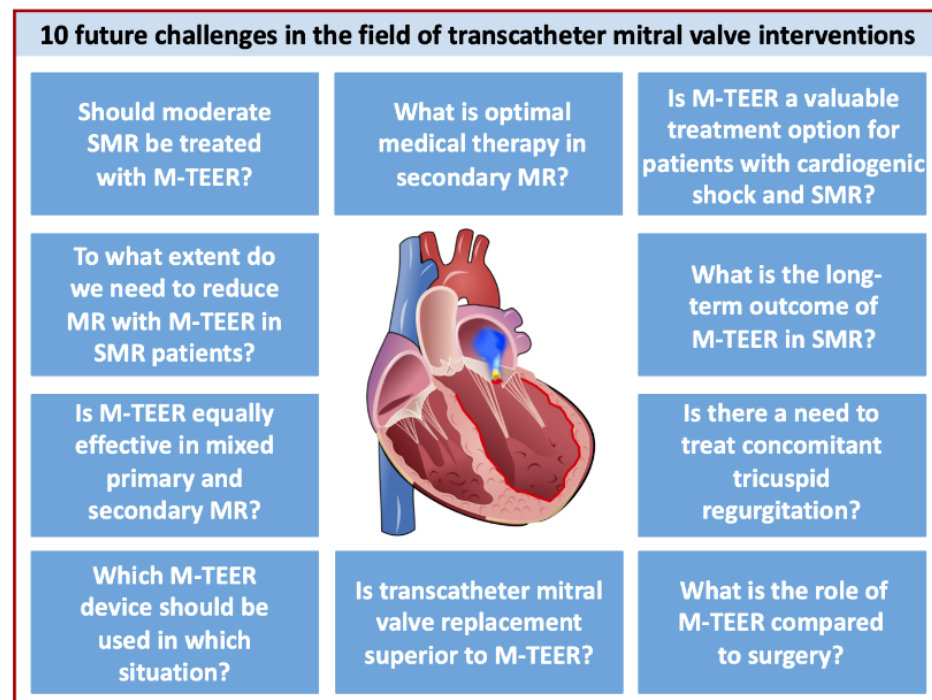 10 future challenges in the field of transcatheter mitral valve interventions
Should moderate
SMR be treated
with M-TEER?
What is optimal
medical therapy in
secondary MR?
Is M-TEER a valuable
treatment option for
patients with cardiogenic
shock and SMR?
To what extent do
we need to reduce
MR with M-TEER in
SMR patients?
What is the long-
term outcome of
M-TEER in SMR?
Is M-TEER equally
effective in mixed
primary and
secondary MR?
Is there a need to
treat concomitant
tricuspid
regurgitation?
Which M-TEER
device should be
used in which
situation?
Is transcatheter mitral
valve replacement
superior to M-TEER?
What is the role of
M-TEER compared
to surgery?